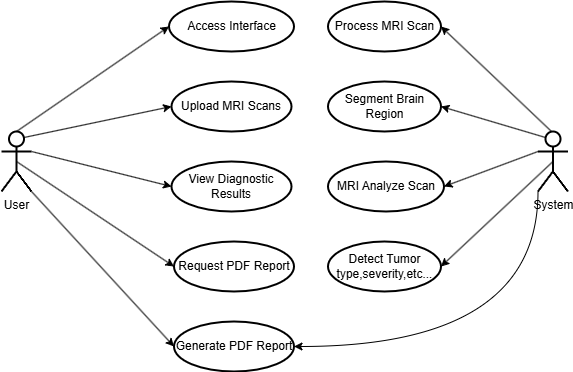 Access Interface
Process MRI Scan
Upload MRI Scans
Segment Brain
Region
View Diagnostic
Results
MRI Analyze Scan
User
System
Request PDF Report
Detect Tumor
type,severity,etc...
Generate PDF Report